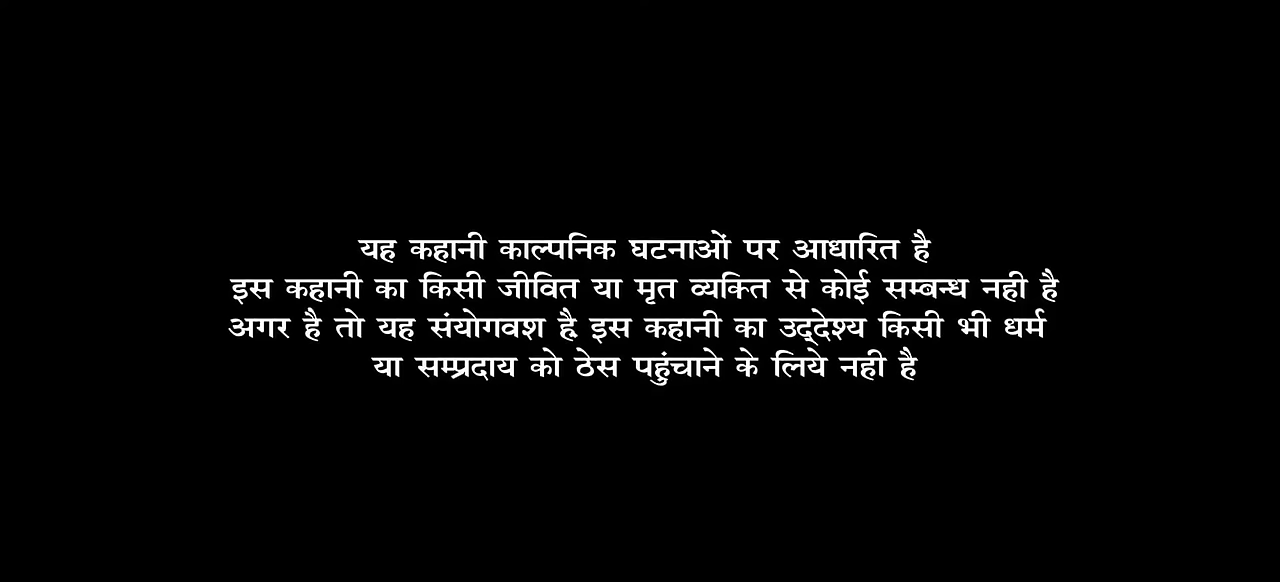 यह कहानी काल्पनिक घटनाओं पर आधारित है
इस कहानी का किसी जीवित या मृत व्यक्ति से कोई सम्बन्ध नही है
अगर है तो यह संयोगवश है इस कहानी का उद्देश्य किसी भी धर्म
या सम्प्रदाय को ठेस पहुंचाने के लिये नही है